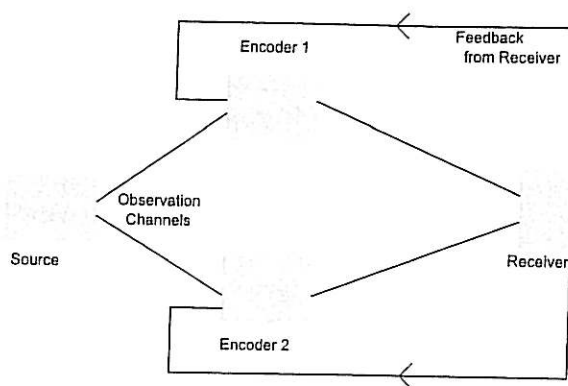 Encoder 1
Feedback
from Receiver
Observation
Channels
Source
Receiver
Encoder 2